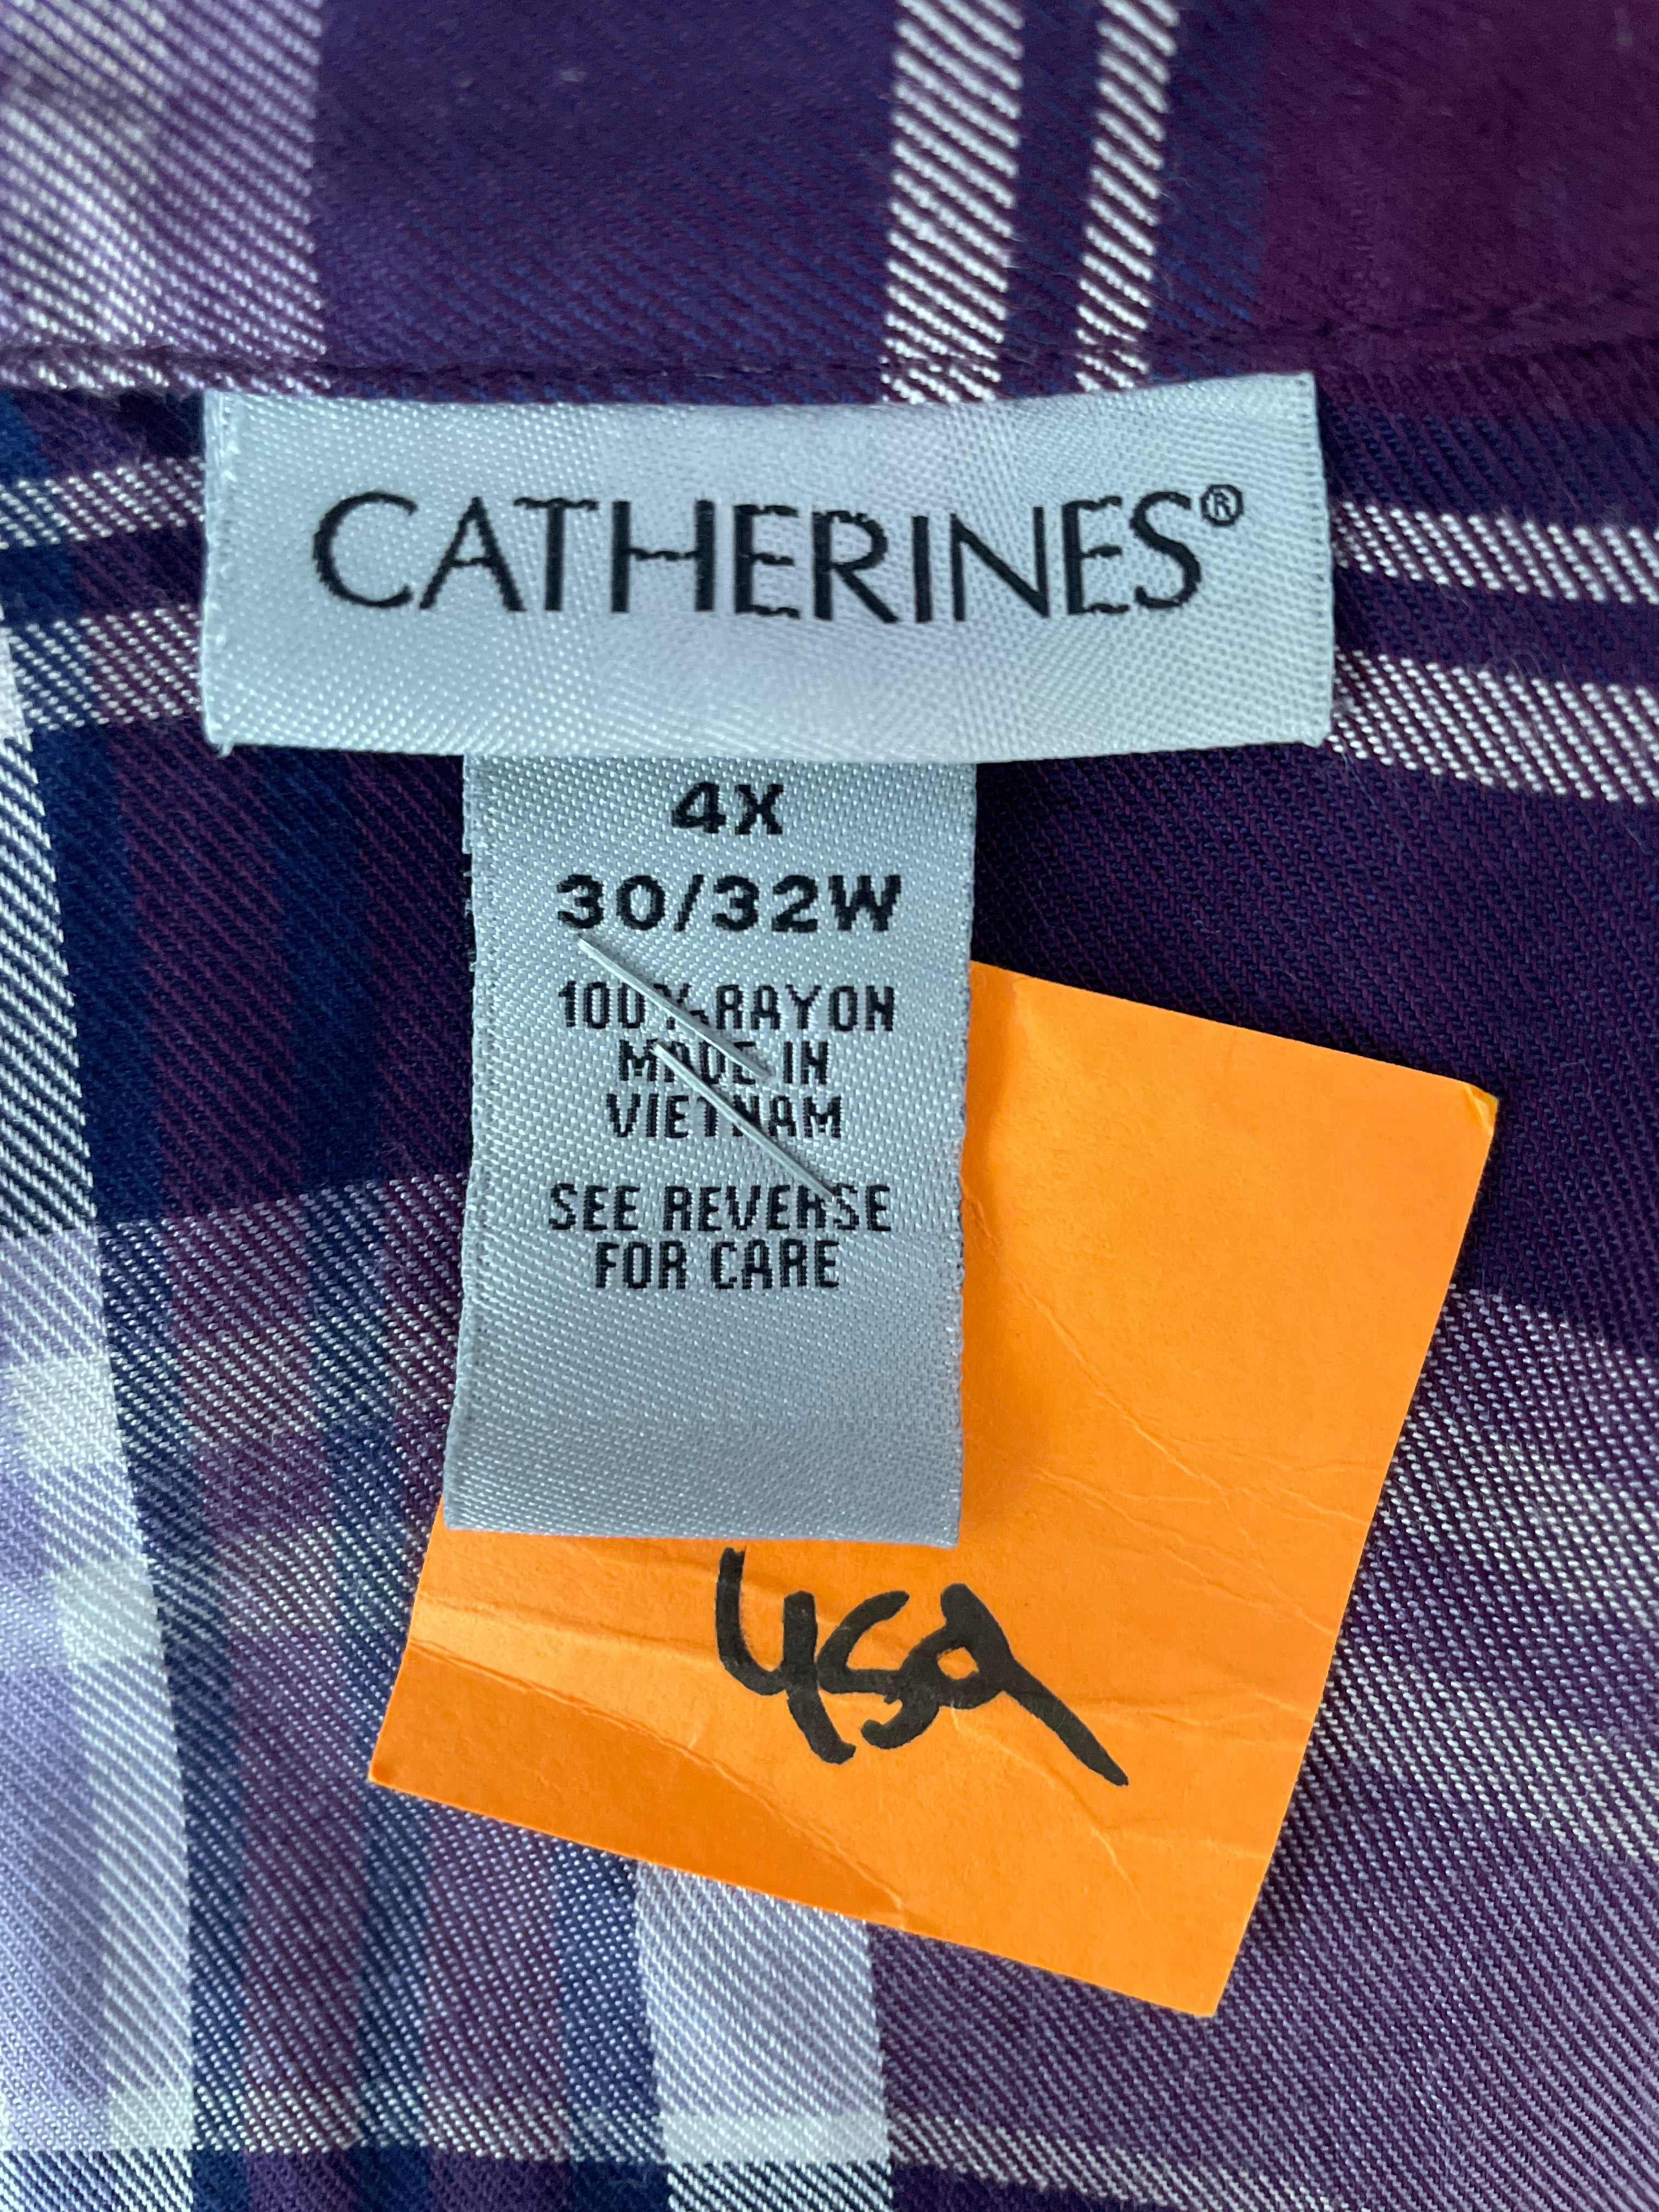 CATHERINES®
4X
30/32W
100% RAYON
MADE IN
VIETNAM
SEE REVERSE
FOR CARE
459